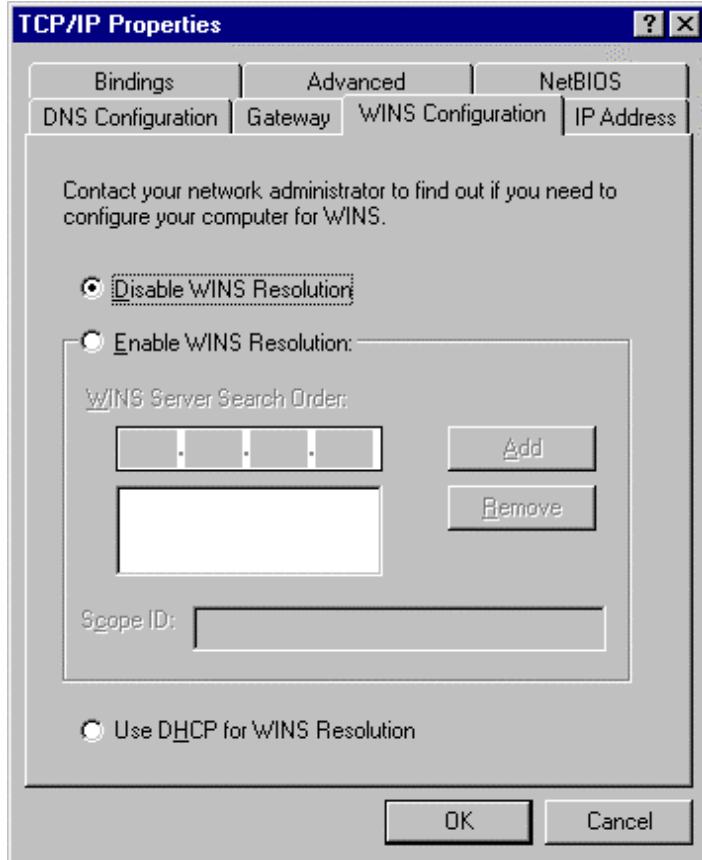 TCP/IP Properties
Bindings Advanced NetBIOS
DNS Configuration Gateway WINS Configuration IP Address
Contact your network administrator to find out if you need to
configure your computer for WINS.
Disable WINS Resolution
Enable WINS Resolution:
WINS Server Search Order:
Add
Remove
Scope ID:
Use DHCP for WINS Resolution
OK Cancel